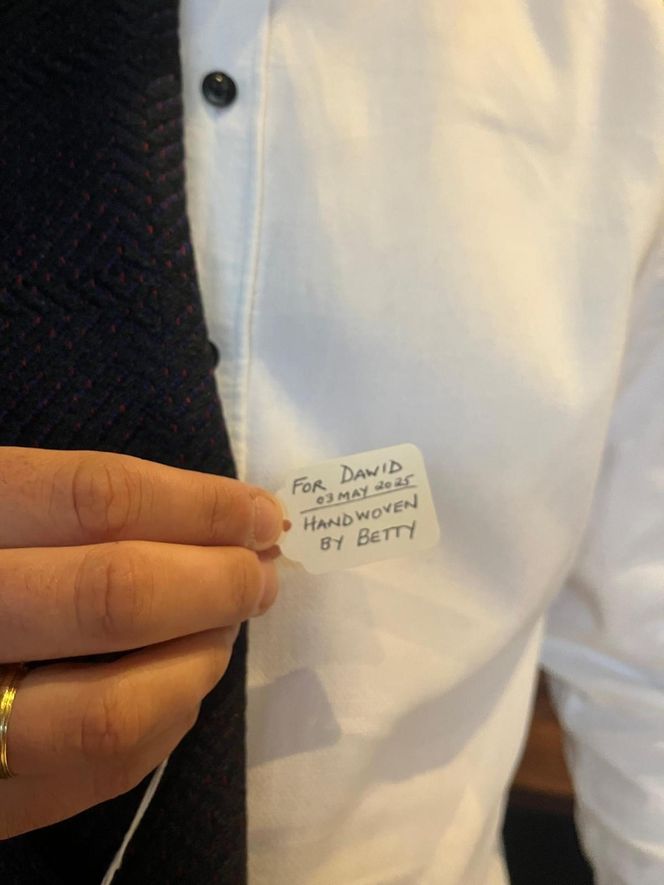 FOR DAWID
03 MAY 2025
HANDWOVEN
BY BETTY